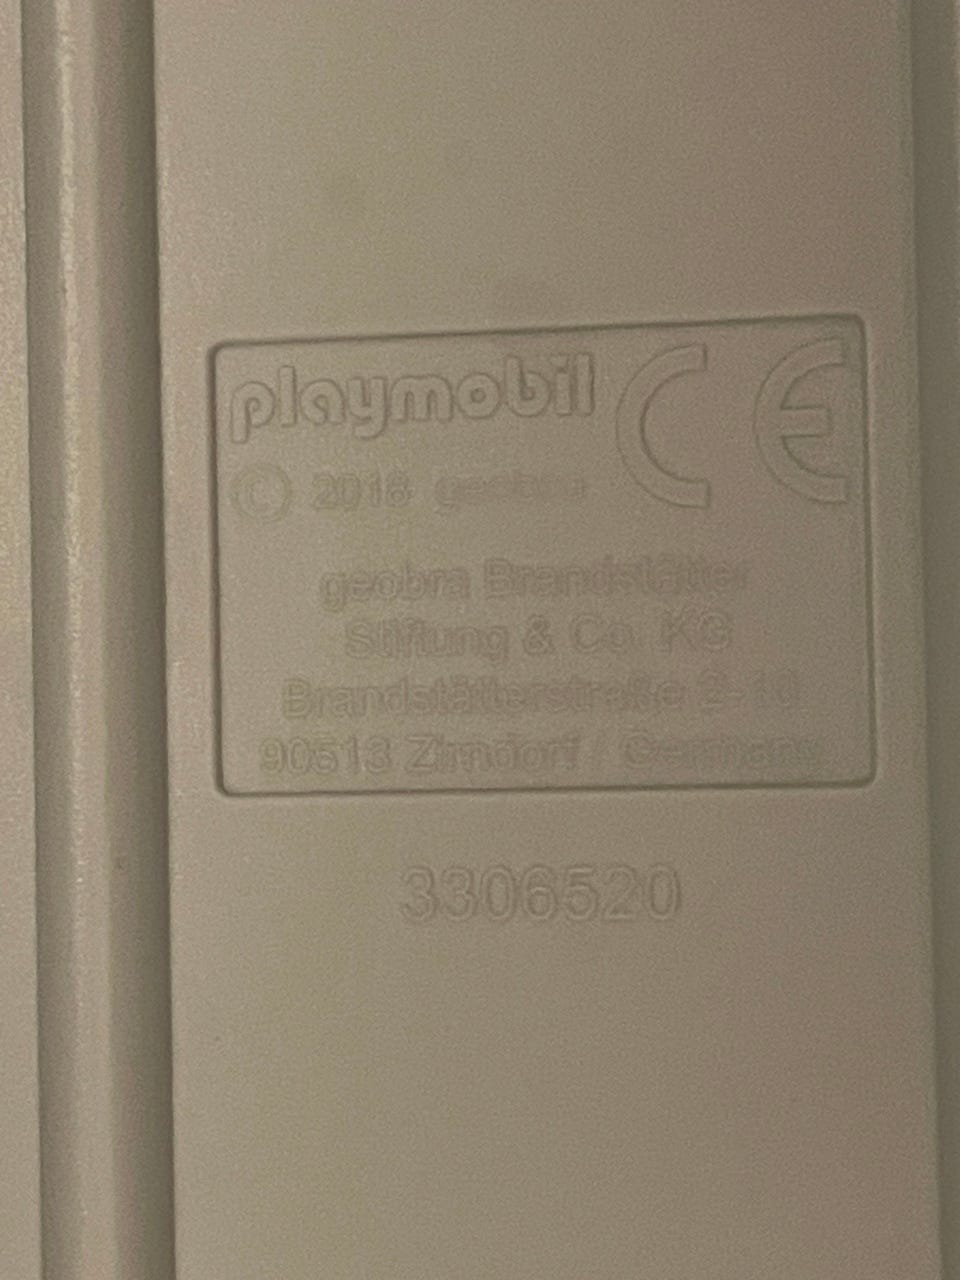 playmobil CE
© 2018 geobra
geobra Brandstätter
Stiftung & Co. KG
Brandstätterstraße 2-10
90513 Zirndorf / Germany
3306520